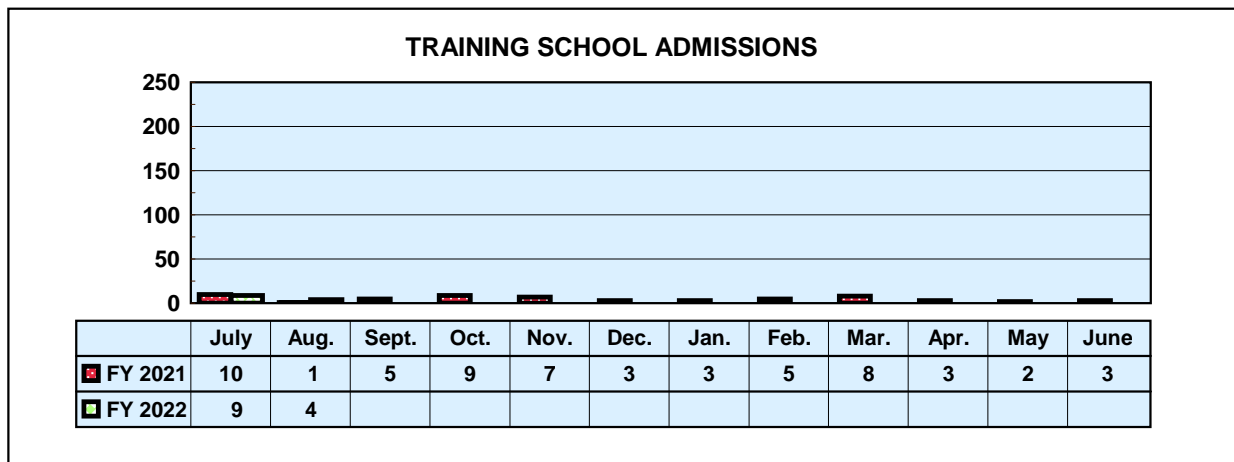 TRAINING SCHOOL ADMISSIONS
250
200
150
100
50
0
July Aug. Sept. Oct. Nov. Dec. Jan. Feb. Mar. Apr. May June
FY 2021 10 1 5 9 7 3 3 5 8 3 2 3
FY 2022 9 4